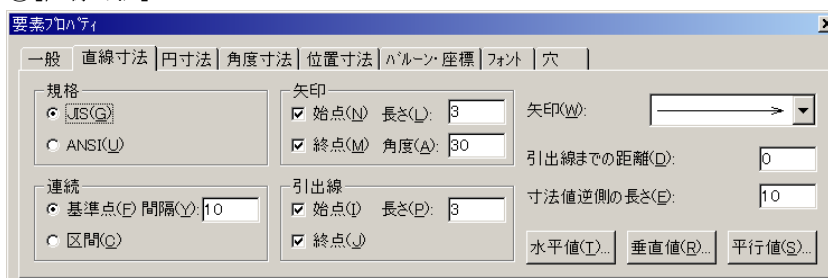 要素ﾌﾟﾛﾊﾟﾃｨ
一般 直線寸法 円寸法 角度寸法 位置寸法 ﾊﾞﾙｰﾝ･座標 ﾌｫﾝﾄ 穴
規格
JIS(G)
ANSI(U)
矢印
始点(N) 長さ(L): 3
終点(M) 角度(A): 30
矢印(W):
引出線までの距離(D): 0
寸法値逆側の長さ(E): 10
連続
基準点(F) 間隔(Y): 10
区間(C)
引出線
始点(I) 長さ(P): 3
終点(J)
水平値(T)... 垂直値(R)... 平行値(S)...